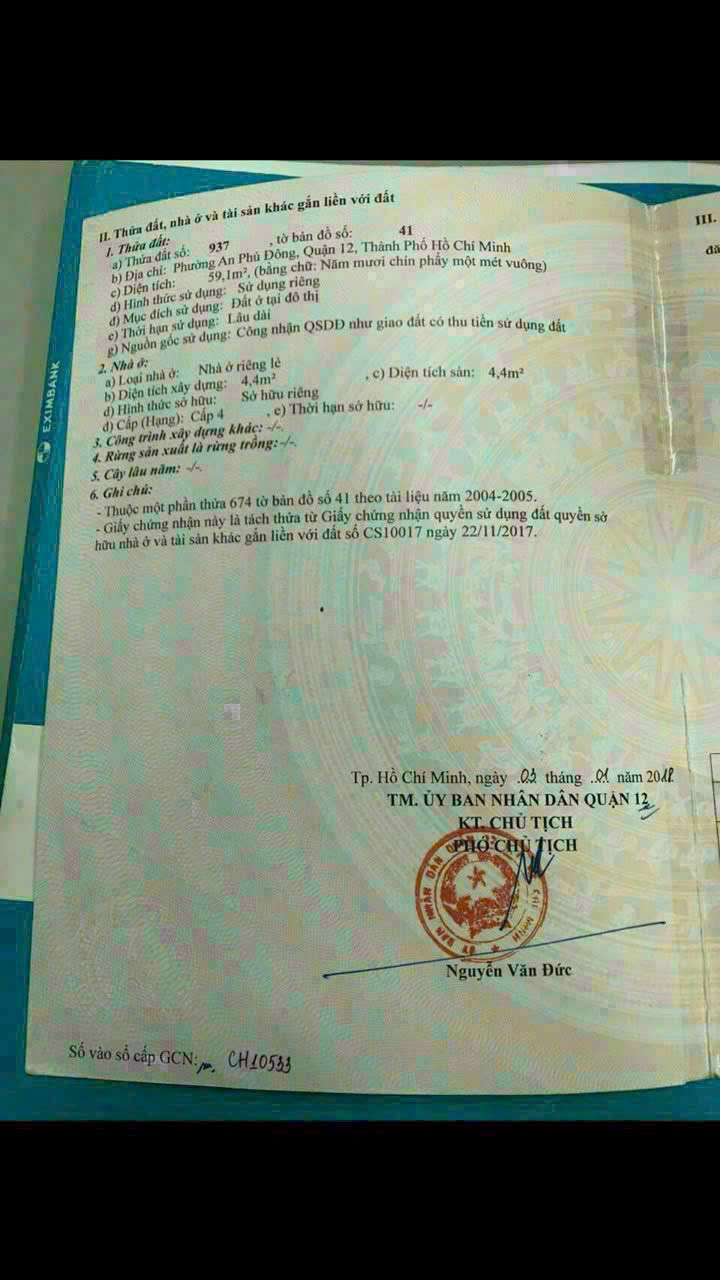 II. Thửa đất, nhà ở và tài sản khác gắn liền với đất
1. Thửa đất:
a) Thửa đất số: 937 , tờ bản đồ số: 41
b) Địa chỉ: Phường An Phú Đông, Quận 12, Thành Phố Hồ Chí Minh
c) Diện tích: 59,1m², (bằng chữ: Năm mươi chín phẩy một mét vuông)
d) Hình thức sử dụng: Sử dụng riêng
đ) Mục đích sử dụng: Đất ở tại đô thị
e) Thời hạn sử dụng: Lâu dài
g) Nguồn gốc sử dụng: Công nhận QSDĐ như giao đất có thu tiền sử dụng đất
2. Nhà ở:
a) Loại nhà ở: Nhà ở riêng lẻ
b) Diện tích xây dựng: 4,4m² , c) Diện tích sàn: 4,4m²
d) Hình thức sở hữu: Sở hữu riêng
đ) Cấp (Hạng): Cấp 4 , e) Thời hạn sở hữu: -/-
3. Công trình xây dựng khác: -/-.
4. Rừng sản xuất là rừng trồng: -/-.
5. Cây lâu năm: -/-.
6. Ghi chú:
- Thuộc một phần thửa 674 tờ bản đồ số 41 theo tài liệu năm 2004-2005.
- Giấy chứng nhận này là tách thửa từ Giấy chứng nhận quyền sử dụng đất quyền sở
hữu nhà ở và tài sản khác gắn liền với đất số CS10017 ngày 22/11/2017.
EXIMBANK
III.
Tp. Hồ Chí Minh, ngày .03 tháng .01 năm 2018
TM. ỦY BAN NHÂN DÂN QUẬN 12
KT. CHỦ TỊCH
PHÓ CHỦ TỊCH
Nguyễn Văn Đức
Số vào sổ cấp GCN: CH10533